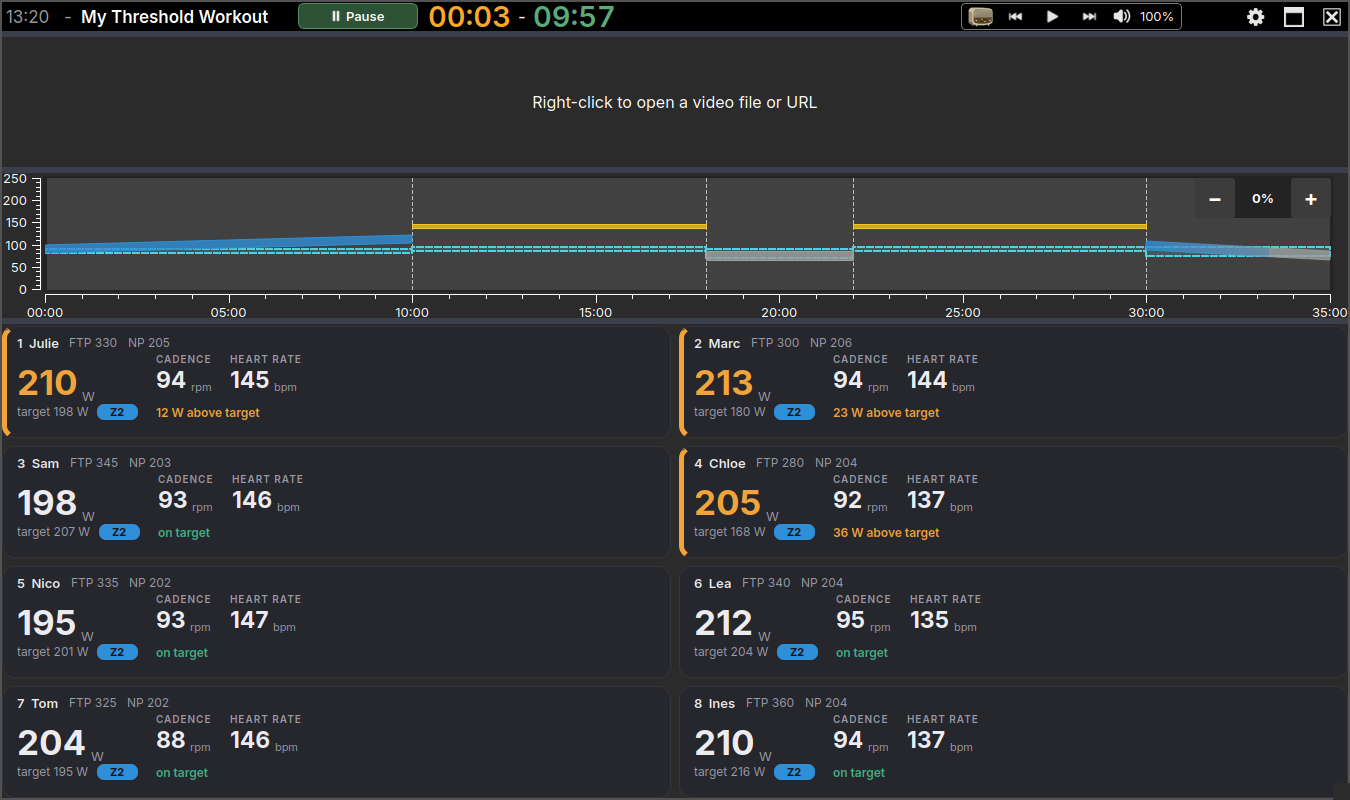 13:20 - My Threshold Workout Pause 00:03 - 09:57 100%
Right-click to open a video file or URL
250
200
150
100
50
0
− 0% +
00:00 05:00 10:00 15:00 20:00 25:00 30:00 35:00
1 Julie FTP 330 NP 205
CADENCE HEART RATE
210 W 94 rpm 145 bpm
target 198 W Z2 12 W above target
2 Marc FTP 300 NP 206
CADENCE HEART RATE
213 W 94 rpm 144 bpm
target 180 W Z2 23 W above target
3 Sam FTP 345 NP 203
CADENCE HEART RATE
198 W 93 rpm 146 bpm
target 207 W Z2 on target
4 Chloe FTP 280 NP 204
CADENCE HEART RATE
205 W 92 rpm 137 bpm
target 168 W Z2 36 W above target
5 Nico FTP 335 NP 202
CADENCE HEART RATE
195 W 93 rpm 147 bpm
target 201 W Z2 on target
6 Lea FTP 340 NP 204
CADENCE HEART RATE
212 W 95 rpm 135 bpm
target 204 W Z2 on target
7 Tom FTP 325 NP 202
CADENCE HEART RATE
204 W 88 rpm 146 bpm
target 195 W Z2 on target
8 Ines FTP 360 NP 204
CADENCE HEART RATE
210 W 94 rpm 137 bpm
target 216 W Z2 on target